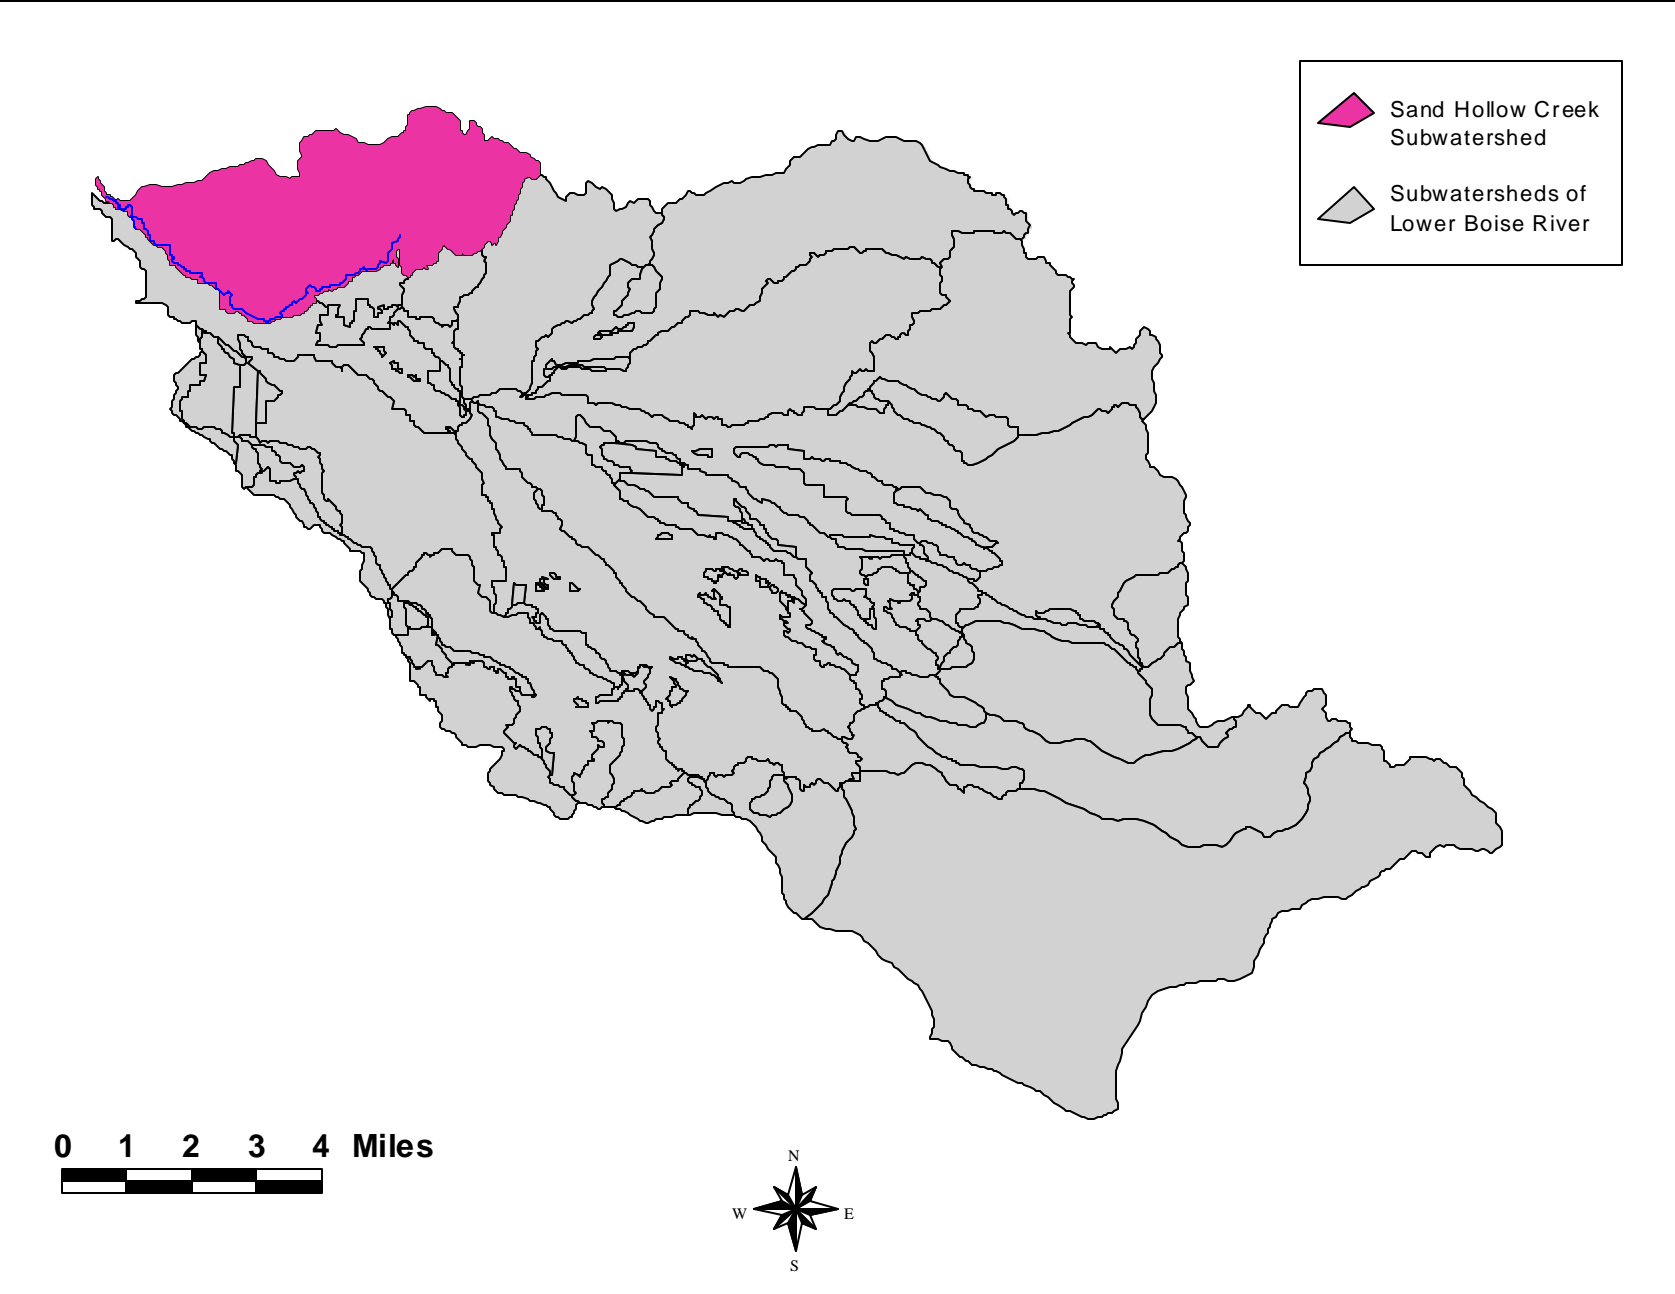 Sand Hollow Creek
Subwatershed
Subwatersheds of
Lower Boise River
0 1 2 3 4 Miles
N
W E
S